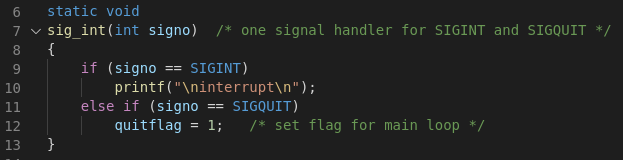 6 static void
7 sig_int(int signo)  /* one signal handler for SIGINT and SIGQUIT */
8 {
9     if (signo == SIGINT)
10         printf("\ninterrupt\n");
11     else if (signo == SIGQUIT)
12         quitflag = 1;   /* set flag for main loop */
13 }